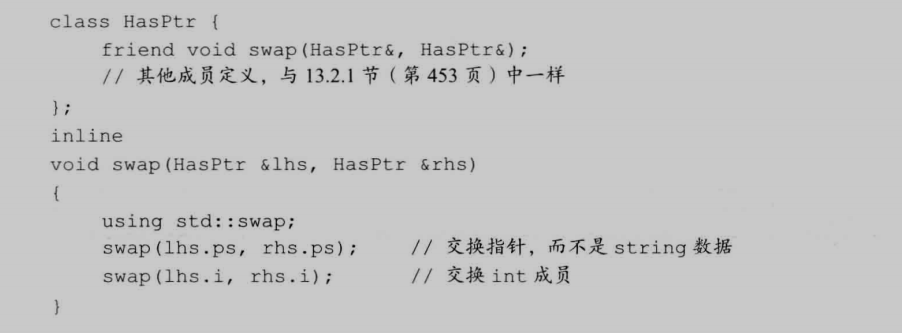 class HasPtr {
    friend void swap(HasPtr&, HasPtr&);
    // 其他成员定义，与 13.2.1 节（第 453 页）中一样
};
inline
void swap(HasPtr &lhs, HasPtr &rhs)
{
    using std::swap;
    swap(lhs.ps, rhs.ps);    // 交换指针，而不是 string 数据
    swap(lhs.i, rhs.i);      // 交换 int 成员
}